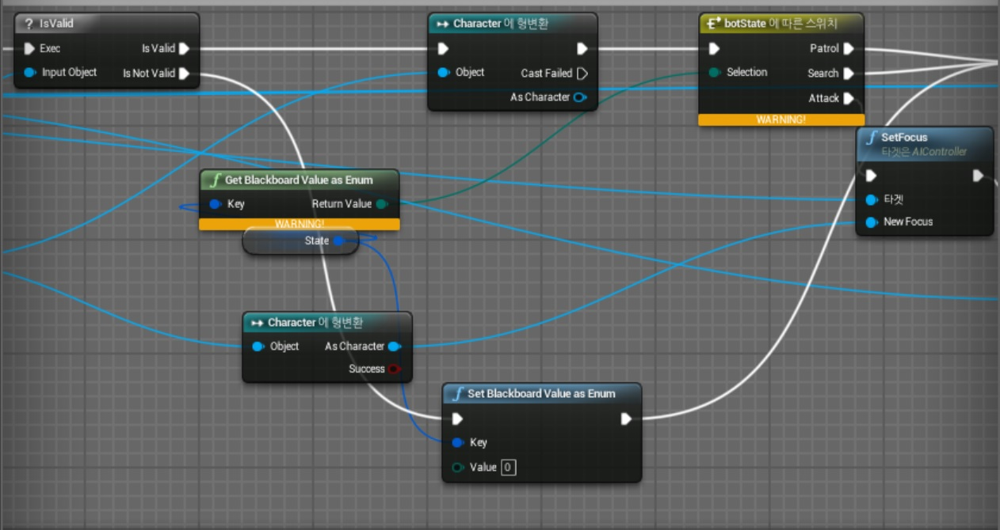 ? IsValid
Exec
Is Valid
Input Object
Is Not Valid
Character 에 형변환
Object
Cast Failed
As Character
botState 에 따른 스위치
Patrol
Selection
Search
Attack
WARNING!
f SetFocus
타겟은 AIController
타겟
New Focus
f Get Blackboard Value as Enum
Key
Return Value
WARNING!
State
Character 에 형변환
Object
As Character
Success
f Set Blackboard Value as Enum
Key
Value 0